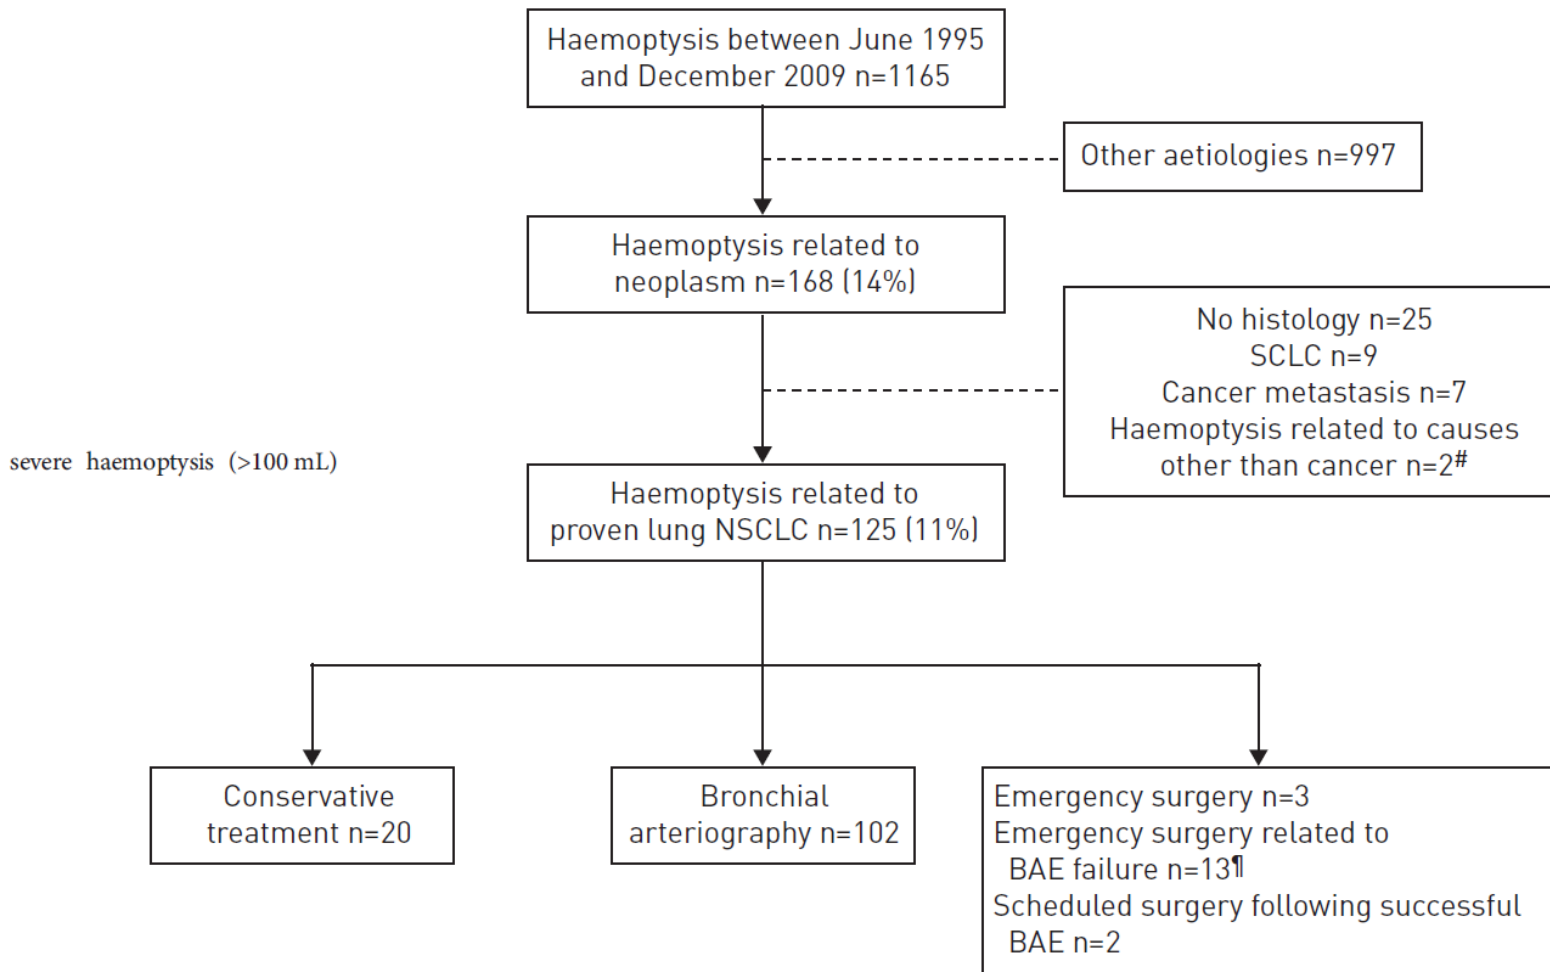 Haemoptysis between June 1995
and December 2009 n=1165
Other aetiologies n=997
Haemoptysis related to
neoplasm n=168 (14%)
No histology n=25
SCLC n=9
Cancer metastasis n=7
Haemoptysis related to causes
other than cancer n=2#
severe haemoptysis (>100 mL)
Haemoptysis related to
proven lung NSCLC n=125 (11%)
Conservative
treatment n=20
Bronchial
arteriography n=102
Emergency surgery n=3
Emergency surgery related to
BAE failure n=13¶
Scheduled surgery following successful
BAE n=2